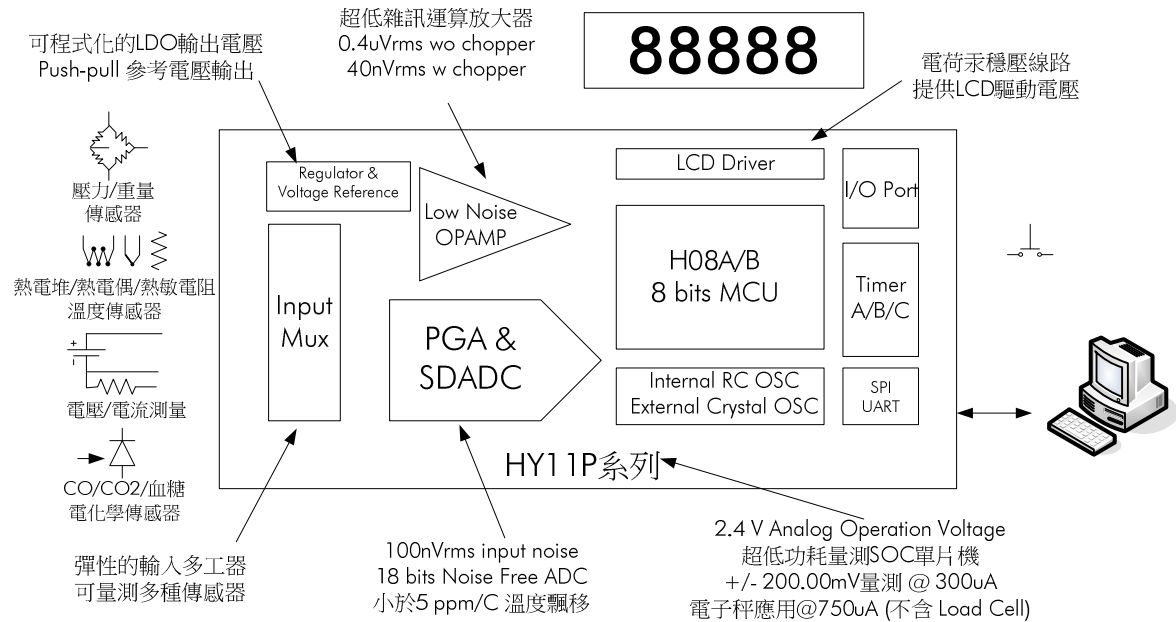 超低雜訊運算放大器
0.4uVrms wo chopper
40nVrms w chopper
88888
可程式化的LDO輸出電壓
Push-pull 參考電壓輸出
電荷汞穩壓線路
提供LCD驅動電壓
壓力/重量
傳感器
熱電堆/熱電偶/熱敏電阻
溫度傳感器
+
電壓/電流測量
CO/CO2/血糖
電化學傳感器
Regulator &
Voltage Reference
Low Noise
OPAMP
Input
Mux
PGA &
SDADC
LCD Driver
H08A/B
8 bits MCU
Internal RC OSC
External Crystal OSC
I/O Port
Timer
A/B/C
SPI
UART
HY11P系列
彈性的輸入多工器
可量測多種傳感器
100nVrms input noise
18 bits Noise Free ADC
小於5 ppm/C 溫度飄移
2.4 V Analog Operation Voltage
超低功耗量測SOC單片機
+/- 200.00mV量測 @ 300uA
電子秤應用@750uA (不含 Load Cell)